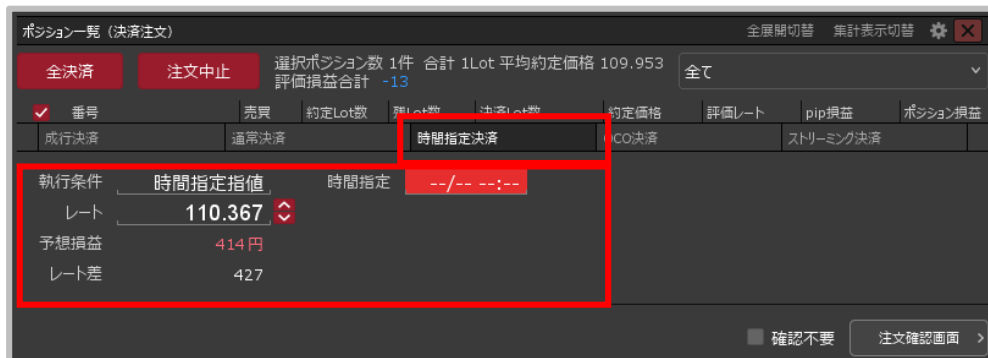 ポジション一覧（決済注文） 全展開切替 集計表示切替
全決済 注文中止 選択ポジション数 1件 合計 1Lot 平均約定価格 109.953 全て
評価損益合計 -13
番号 売買 約定Lot数 残Lot数 決済Lot数 約定価格 評価レート pip損益 ポジション損益
成行決済 通常決済 時間指定決済 OCO決済 ストリーミング決済
執行条件 時間指定指値 時間指定 --/-- --:--
レート 110.367
予想損益 414円
レート差 427
確認不要 注文確認画面